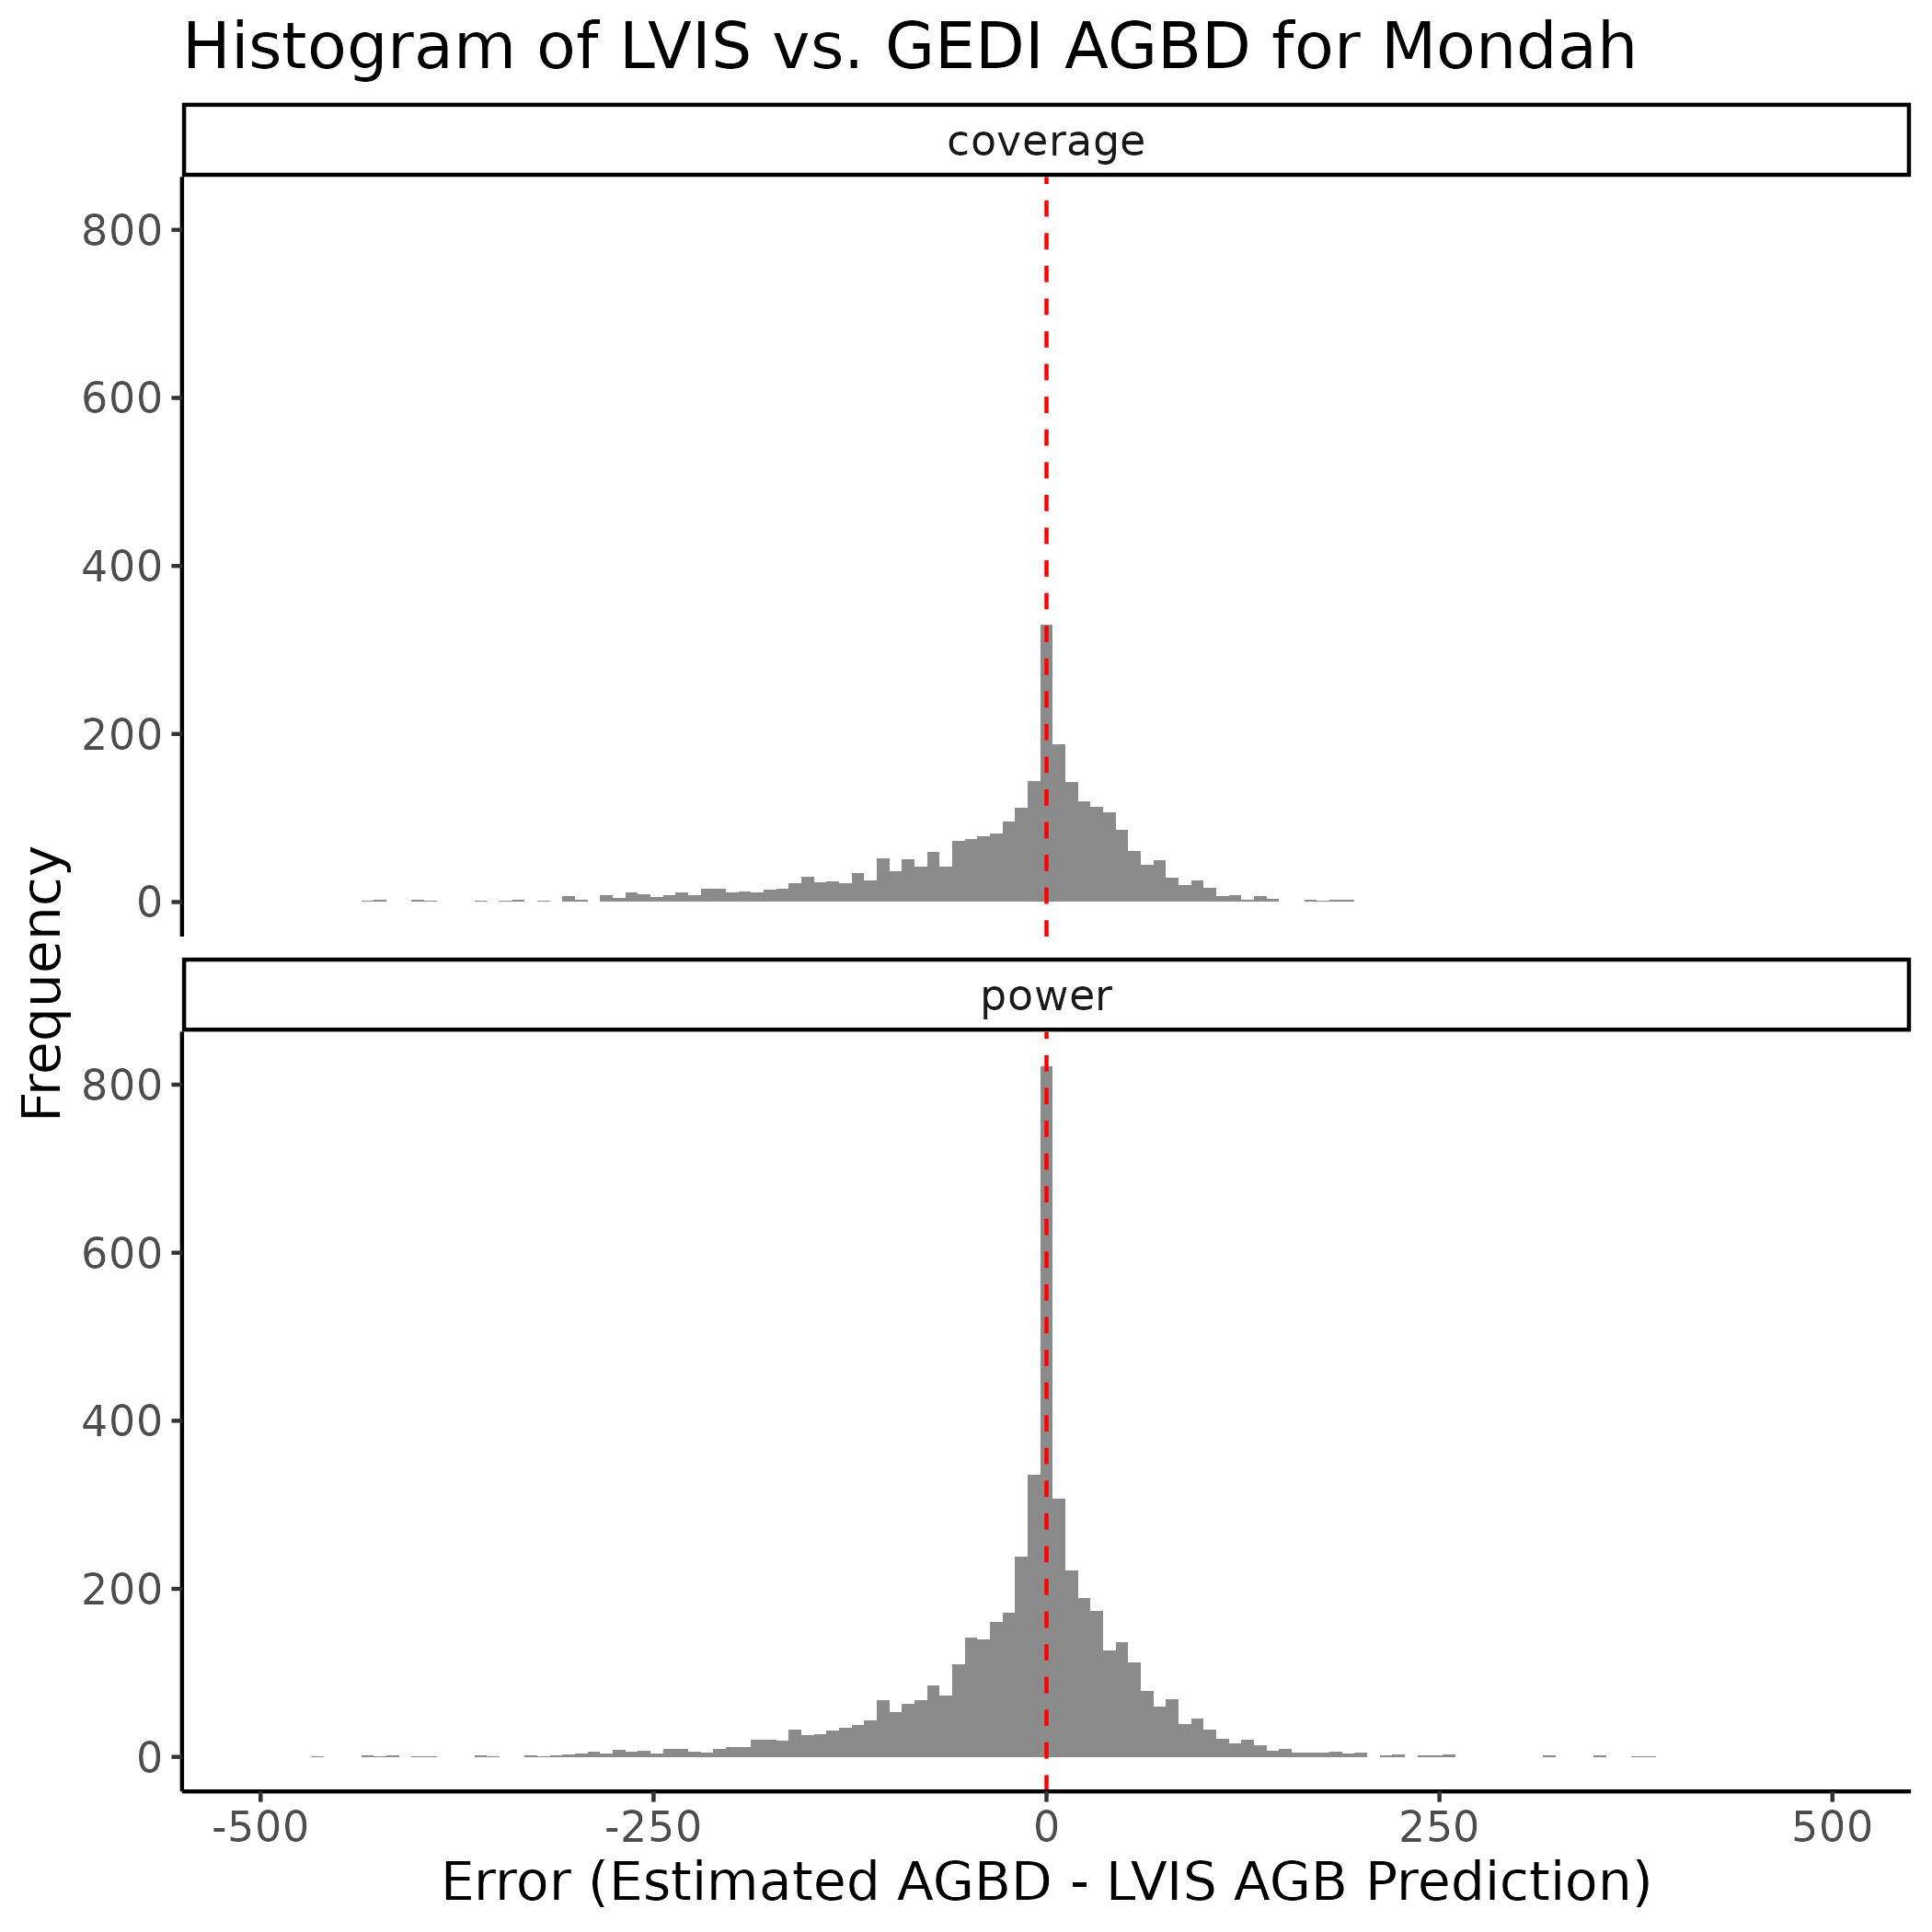 Histogram of LVIS vs. GEDI AGBD for Mondah
coverage
800
600
400
200
0
Frequency
power
800
600
400
200
0
-500 -250 0 250 500
Error (Estimated AGBD - LVIS AGB Prediction)